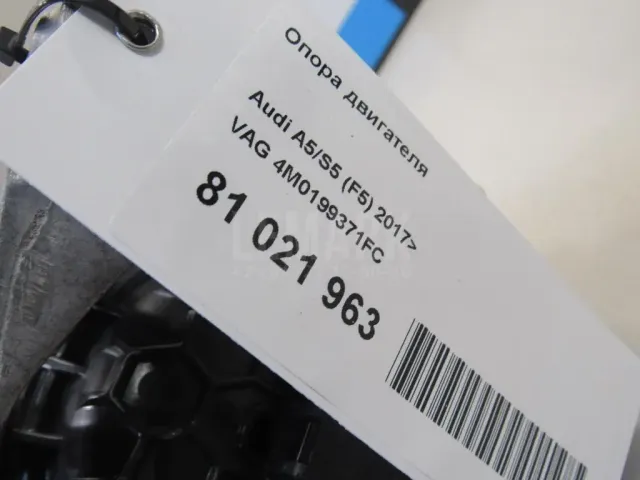 Опора двигателя
Audi A5/S5 (F5) 2017>
VAG 4M0199371FC
81 021 963